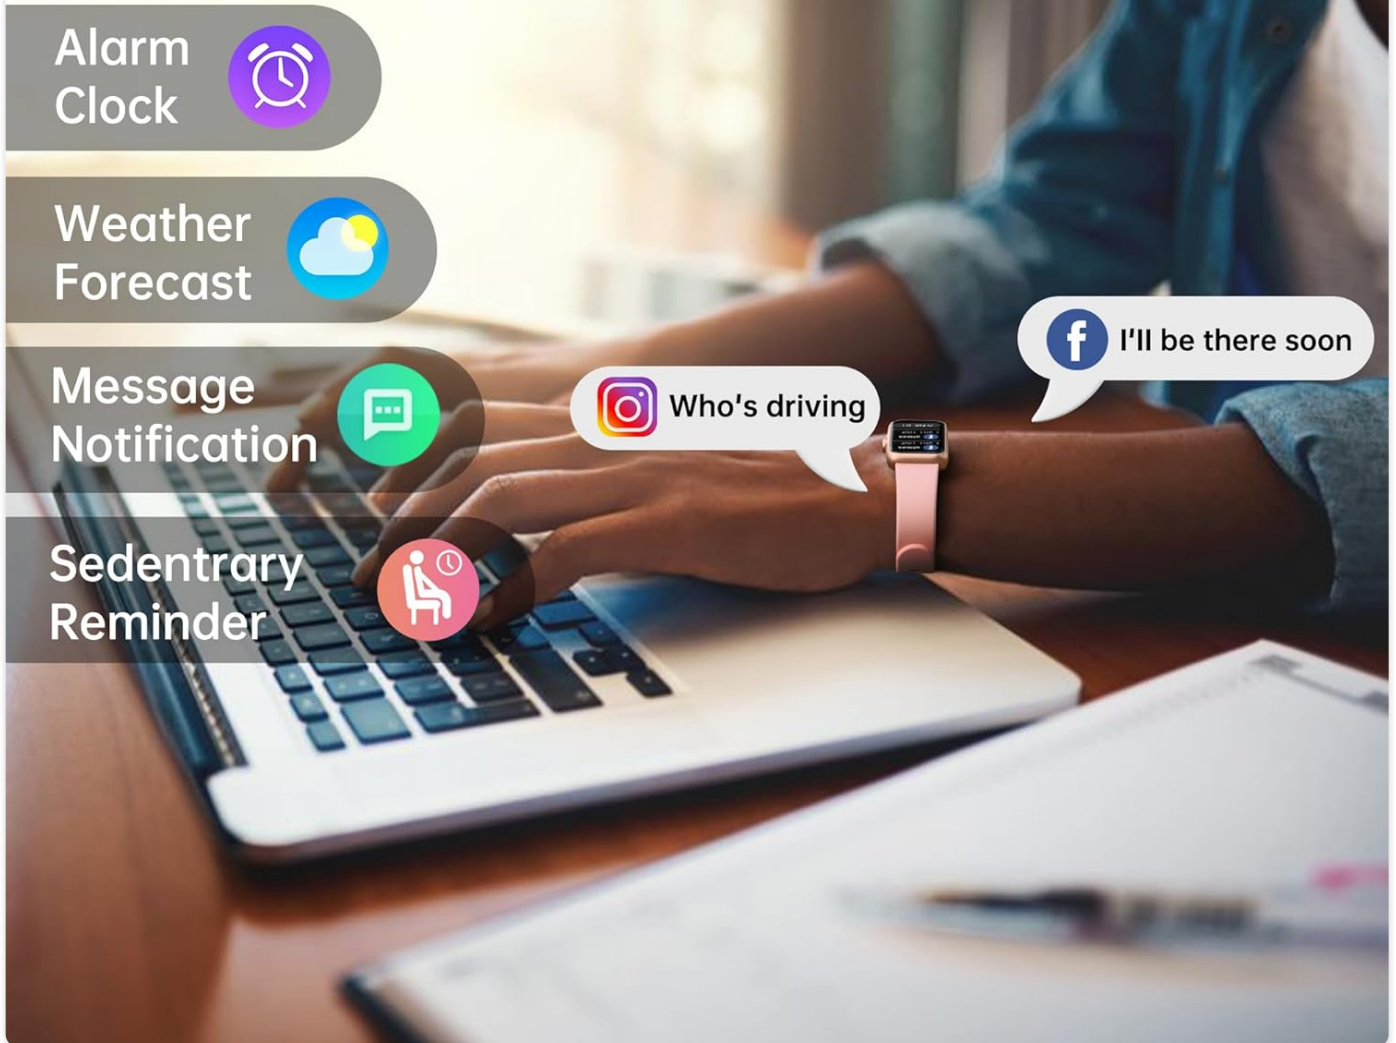 Alarm
Clock
Weather
Forecast
Message
Notification
Sedentrary
Reminder
Who's driving
I'll be there soon